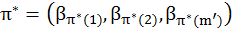 π* = (β_{π*(1)}, β_{π*(2)}, β_{π*(m′)})